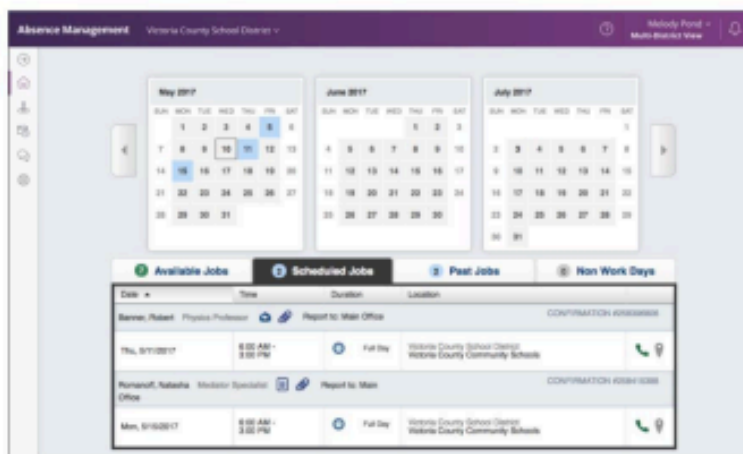 Absence Management Victoria County School District
Melody Pond
Multi-District View
May 2017
SUN MON TUE WED THU FRI SAT
1 2 3 4 5 6
7 8 9 10 11 12 13
14 15 16 17 18 19 20
21 22 23 24 25 26 27
28 29 30 31
June 2017
SUN MON TUE WED THU FRI SAT
1 2 3
4 5 6 7 8 9 10
11 12 13 14 15 16 17
18 19 20 21 22 23 24
25 26 27 28 29 30
July 2017
SUN MON TUE WED THU FRI SAT
1
2 3 4 5 6 7 8
9 10 11 12 13 14 15
16 17 18 19 20 21 22
23 24 25 26 27 28 29
30 31
Available Jobs Scheduled Jobs Past Jobs Non Work Days
Date Time Duration Location
Banner, Robert Physics Professor Report to: Main Office CONFIRMATION
Thu, 5/11/2017 6:00 AM - 3:00 PM Full Day Victoria County School District
Victoria County Community Schools
Romanoff, Natasha Mediator Specialist Report to: Main Office CONFIRMATION
Mon, 5/15/2017 6:00 AM - 3:00 PM Full Day Victoria County School District
Victoria County Community Schools